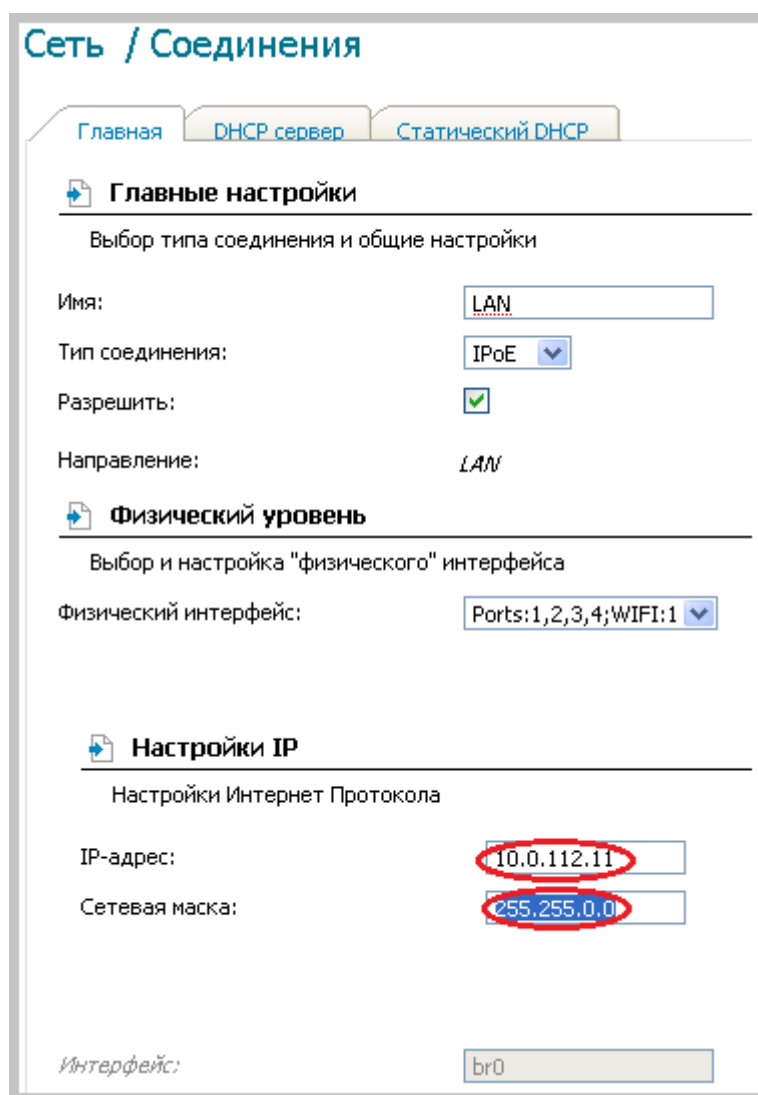 Сеть / Соединения
Главная DHCP сервер Статический DHCP
Главные настройки
Выбор типа соединения и общие настройки
Имя: LAN
Тип соединения: IPoE
Разрешить:
Направление: LAN
Физический уровень
Выбор и настройка "физического" интерфейса
Физический интерфейс: Ports:1,2,3,4;WIFI:1
Настройки IP
Настройки Интернет Протокола
IP-адрес: 10.0.112.11
Сетевая маска: 255.255.0.0
Интерфейс: br0